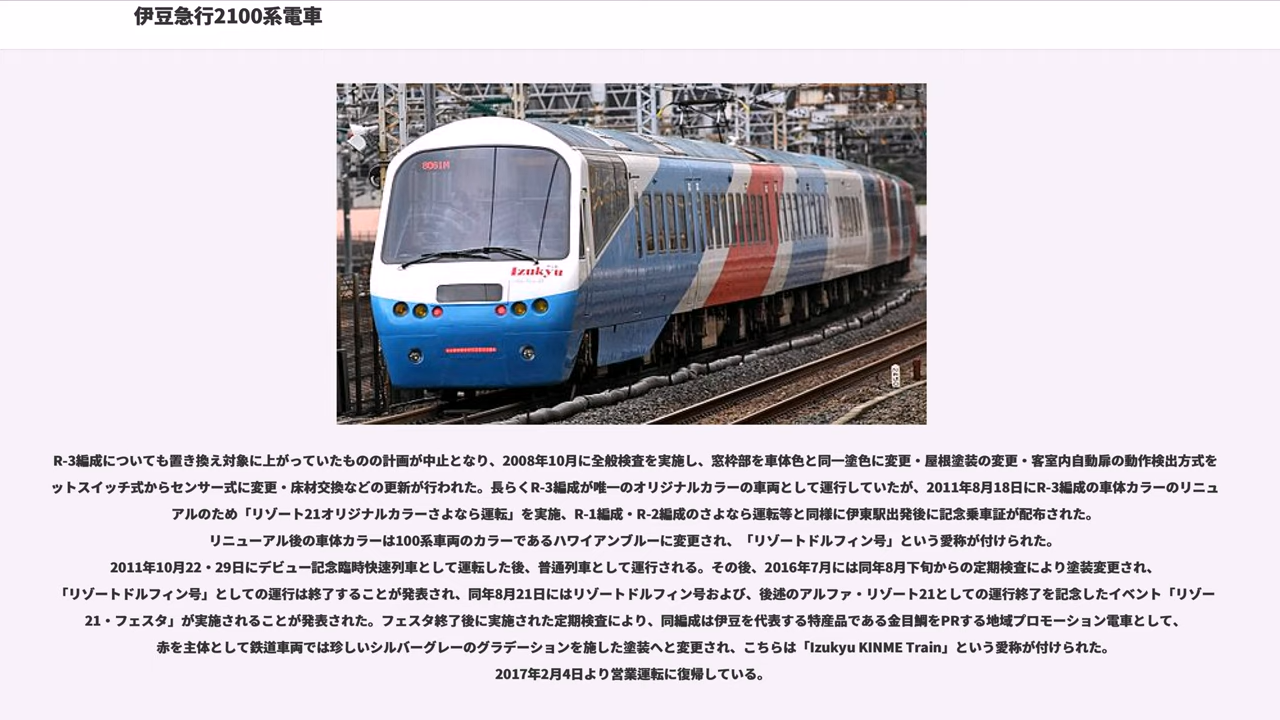 伊豆急行2100系電車
8061M
Izukyu
R-3編成についても置き換え対象に上がっていたものの計画が中止となり、2008年10月に全般検査を実施し、窓枠部を車体色と同一塗色に変更・屋根塗装の変更・客室内自動扉の動作検出方式を
ットスイッチ式からセンサー式に変更・床材交換などの更新が行われた。長らくR-3編成が唯一のオリジナルカラーの車両として運行していたが、2011年8月18日にR-3編成の車体カラーのリニュ
アルのため「リゾート21オリジナルカラーさよなら運転」を実施、R-1編成・R-2編成のさよなら運転等と同様に伊東駅出発後に記念乗車証が配布された。
リニューアル後の車体カラーは100系車両のカラーであるハワイアンブルーに変更され、「リゾートドルフィン号」という愛称が付けられた。
2011年10月22・29日にデビュー記念臨時快速列車として運転した後、普通列車として運行される。その後、2016年7月には同年8月下旬からの定期検査により塗装変更され、
「リゾートドルフィン号」としての運行は終了することが発表され、同年8月21日にはリゾートドルフィン号および、後述のアルファ・リゾート21としての運行終了を記念したイベント「リゾー
21・フェスタ」が実施されることが発表された。フェスタ終了後に実施された定期検査により、同編成は伊豆を代表する特産品である金目鯛をPRする地域プロモーション電車として、
赤を主体として鉄道車両では珍しいシルバーグレーのグラデーションを施した塗装へと変更され、こちらは「Izukyu KINME Train」という愛称が付けられた。
2017年2月4日より営業運転に復帰している。